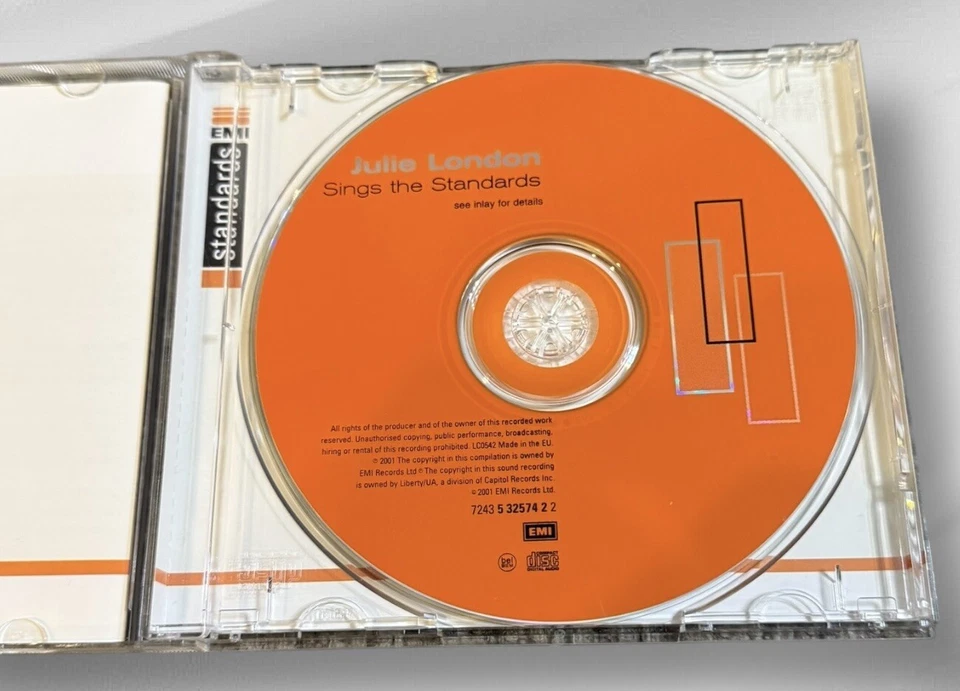 EMI
standards
Julie London
Sings the Standards
see inlay for details
All rights of the producer and of the owner of this recorded work
reserved. Unauthorised copying, public performance, broadcasting,
hiring or rental of this recording prohibited. LC0542 Made in the EU.
© 2001 The copyright in this compilation is owned by
EMI Records Ltd ℗ The copyright in this sound recording
is owned by Liberty/UA, a division of Capitol Records Inc.
© 2001 EMI Records Ltd.
7243 5 32574 2 2
EMI
COMPACT
disc
DIGITAL AUDIO